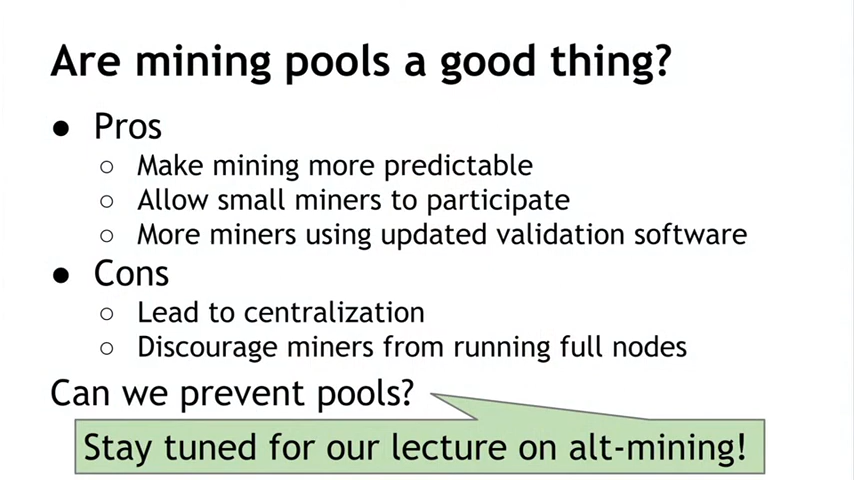 Are mining pools a good thing?
● Pros
○ Make mining more predictable
○ Allow small miners to participate
○ More miners using updated validation software
● Cons
○ Lead to centralization
○ Discourage miners from running full nodes
Can we prevent pools?
Stay tuned for our lecture on alt-mining!